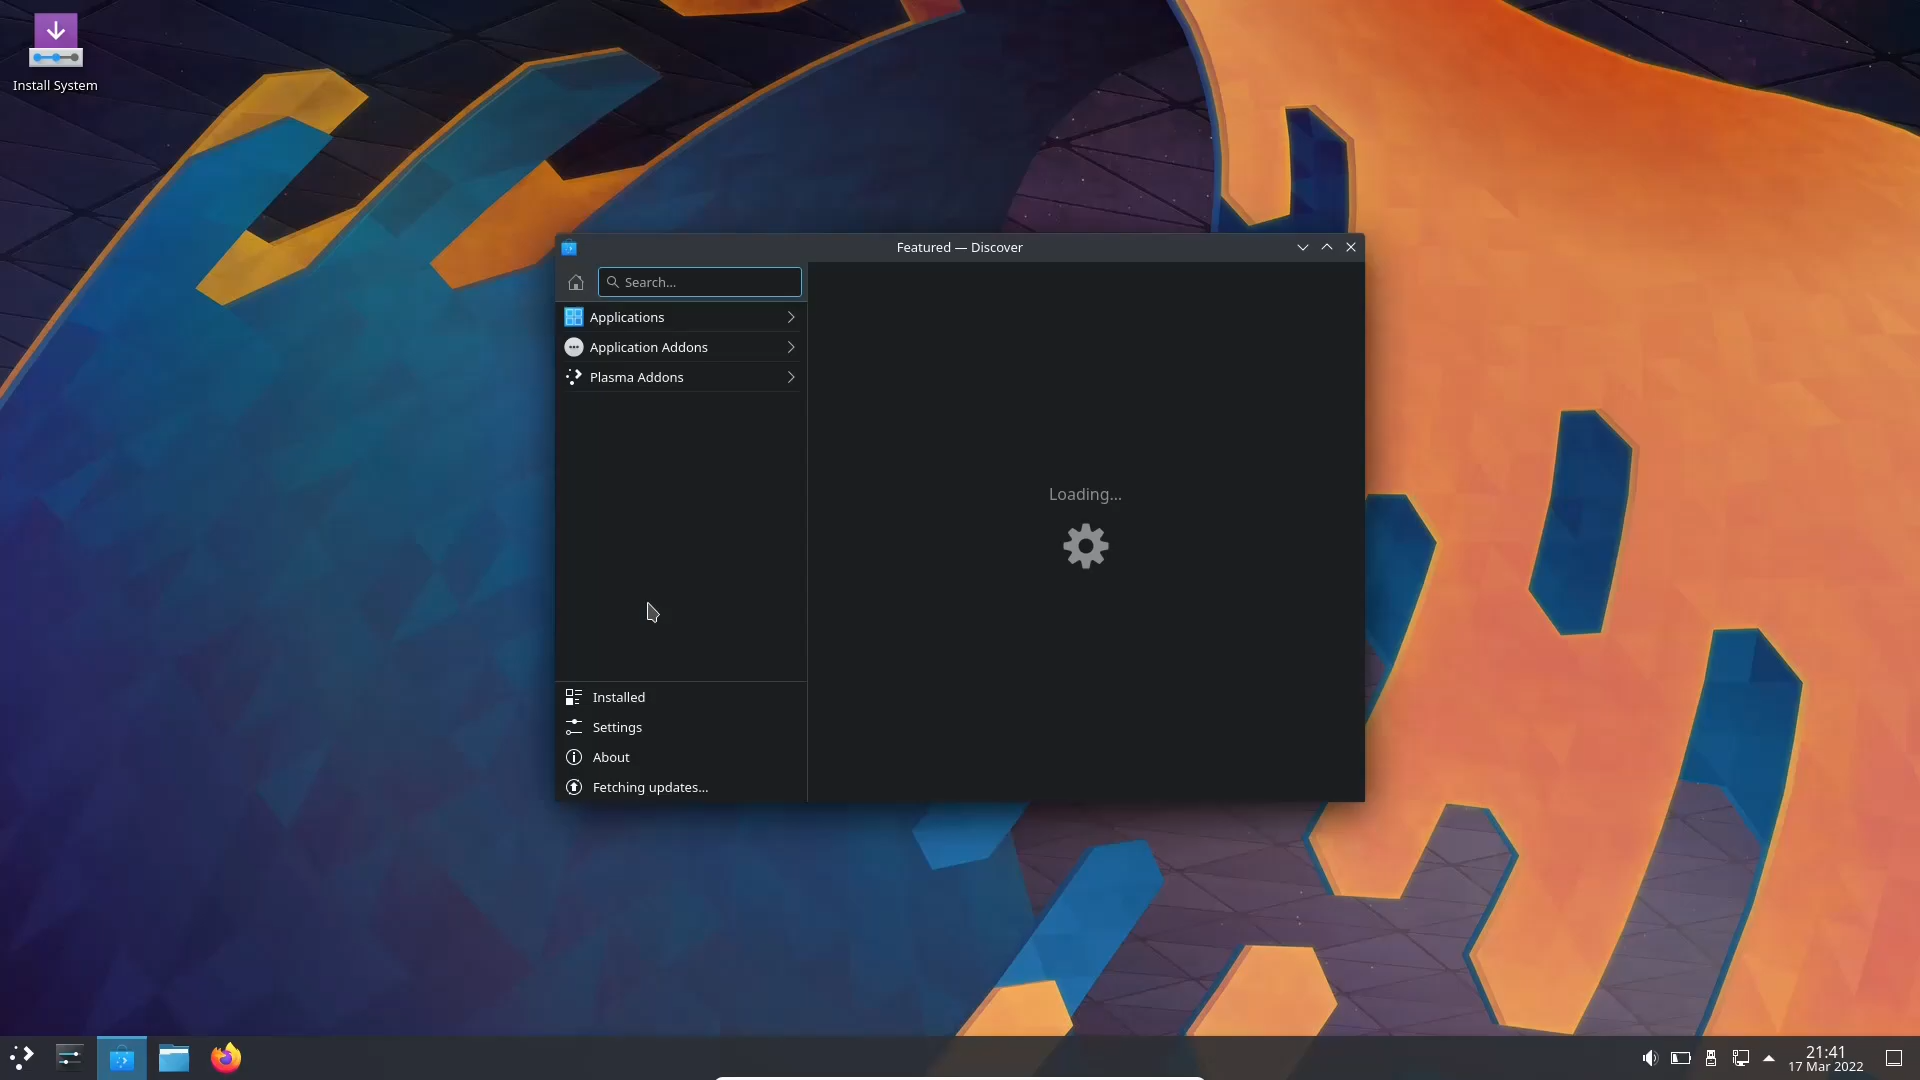 Install System
Featured — Discover
Search...
Applications
Application Addons
Plasma Addons
Loading...
Installed
Settings
About
Fetching updates...
21:41
17 Mar 2022